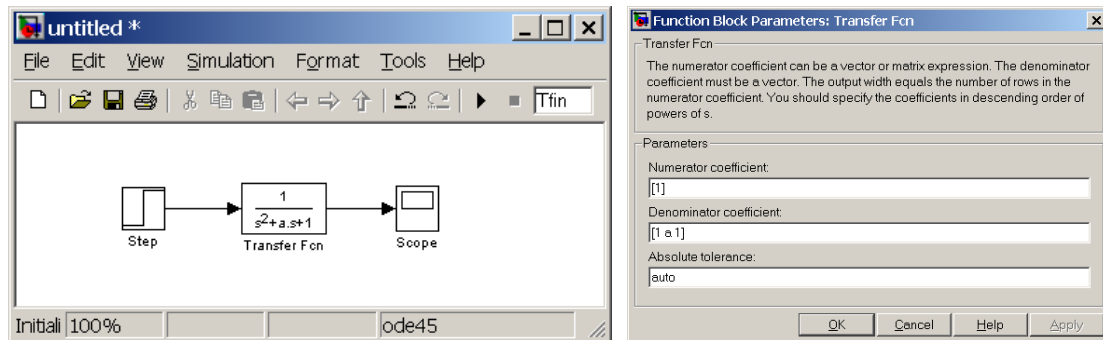 untitled *
File Edit View Simulation Format Tools Help
Tfin
1
s²+a.s+1
Step
Transfer Fcn
Scope
Initiali 100% ode45
Function Block Parameters: Transfer Fcn
Transfer Fcn
The numerator coefficient can be a vector or matrix expression. The denominator
coefficient must be a vector. The output width equals the number of rows in the
numerator coefficient. You should specify the coefficients in descending order of
powers of s.
Parameters
Numerator coefficient:
[1]
Denominator coefficient:
[1 a 1]
Absolute tolerance:
auto
OK Cancel Help Apply